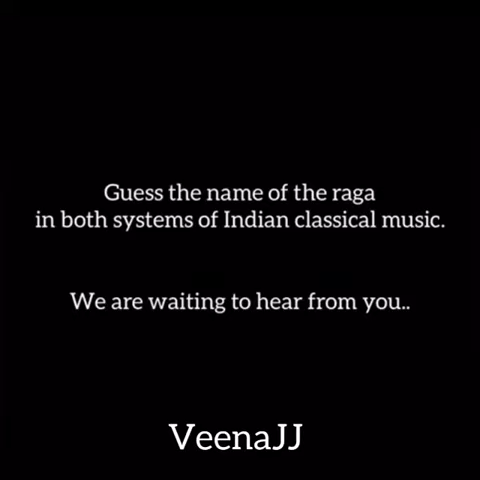 Guess the name of the raga
in both systems of Indian classical music.
We are waiting to hear from you..
VeenaJJ